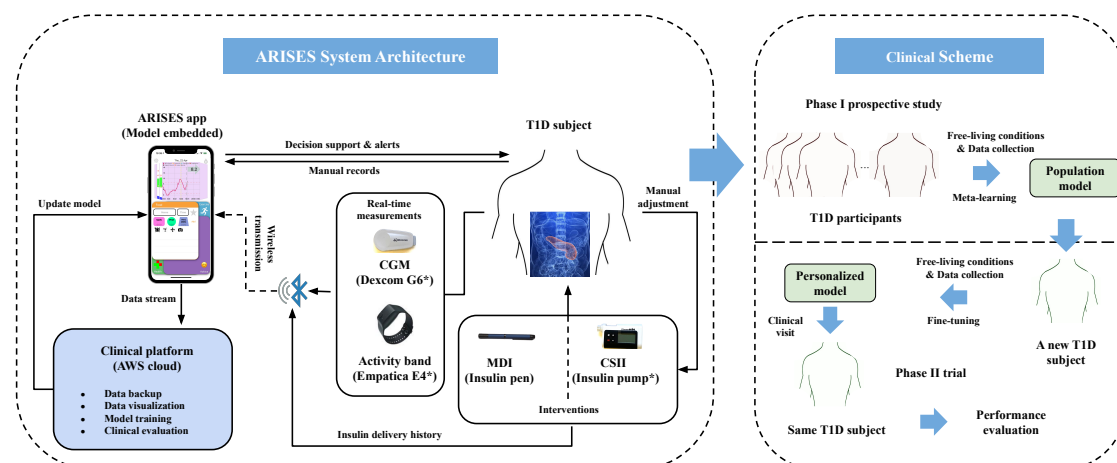 ARISES System Architecture
ARISES app
(Model embedded)
T1D subject
Decision support & alerts
Manual records
Update model
Wireless
transmission
Real-time
measurements
CGM
(Dexcom G6*)
Activity band
(Empatica E4*)
Manual
adjustment
Data stream
Clinical platform
(AWS cloud)
• Data backup
• Data visualization
• Model training
• Clinical evaluation
MDI
(Insulin pen)
CSII
(Insulin pump*)
Interventions
Insulin delivery history
Clinical Scheme
Phase I prospective study
Free-living conditions
& Data collection
Meta-learning
Population
model
T1D participants
Personalized
model
Free-living conditions
& Data collection
Fine-tuning
Clinical
visit
A new T1D
subject
Phase II trial
Same T1D subject
Performance
evaluation